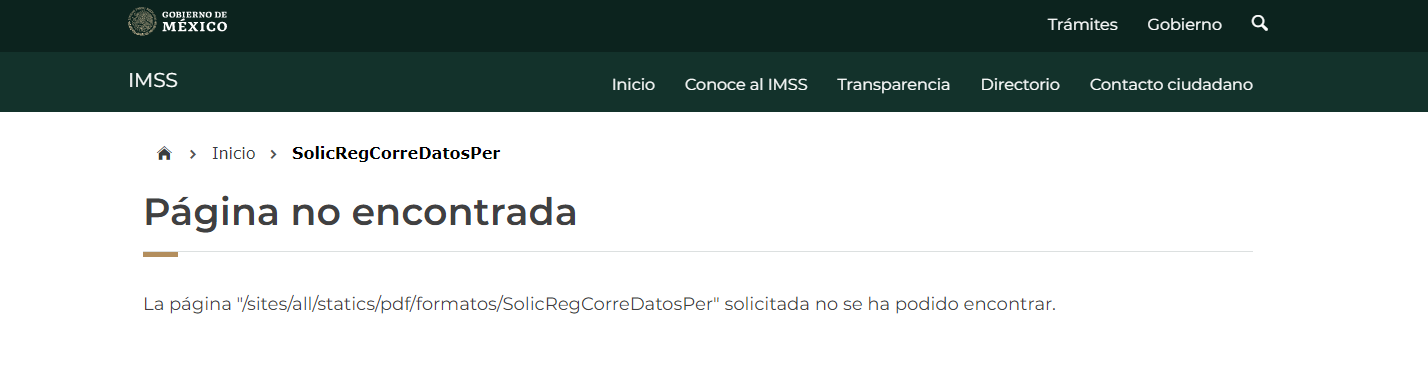 GOBIERNO DE
MÉXICO
Trámites Gobierno
IMSS
Inicio Conoce al IMSS Transparencia Directorio Contacto ciudadano
Inicio SolicRegCorreDatosPer
Página no encontrada
La página "/sites/all/statics/pdf/formatos/SolicRegCorreDatosPer" solicitada no se ha podido encontrar.